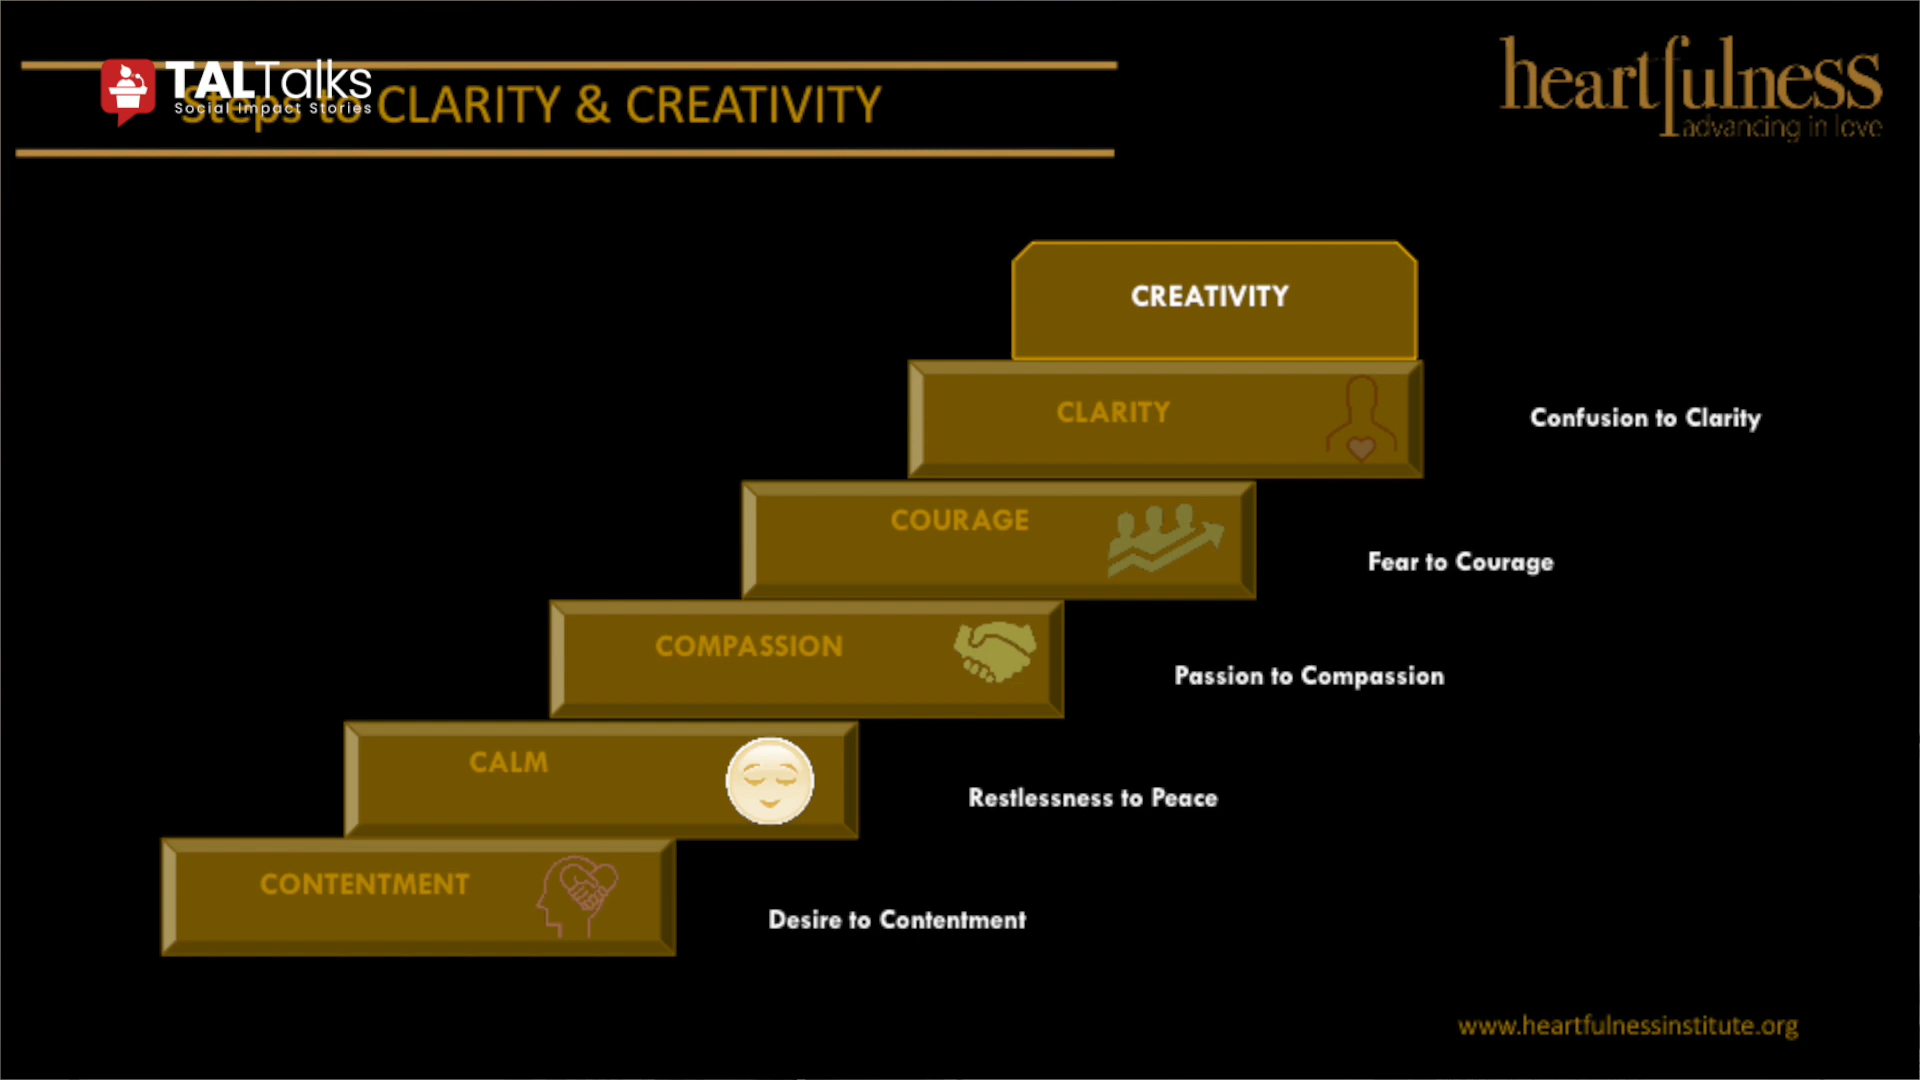 TALTalks
Social Impact Stories
Steps to CLARITY & CREATIVITY
heartfulness
advancing in love
CREATIVITY
CLARITY
Confusion to Clarity
COURAGE
Fear to Courage
COMPASSION
Passion to Compassion
CALM
Restlessness to Peace
CONTENTMENT
Desire to Contentment
www.heartfulnessinstitute.org